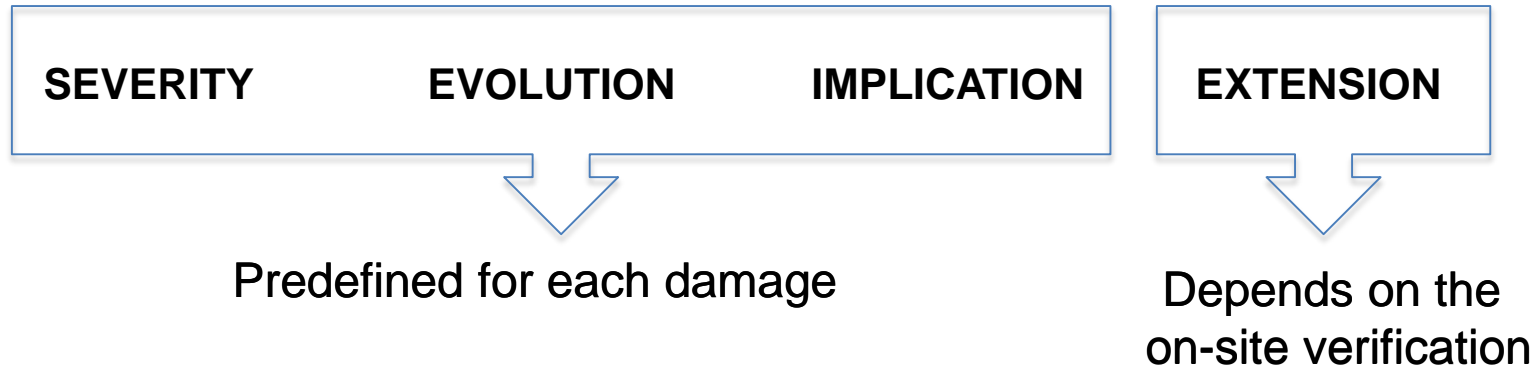 SEVERITY EVOLUTION IMPLICATION EXTENSION
Predefined for each damage
Depends on the
on-site verification